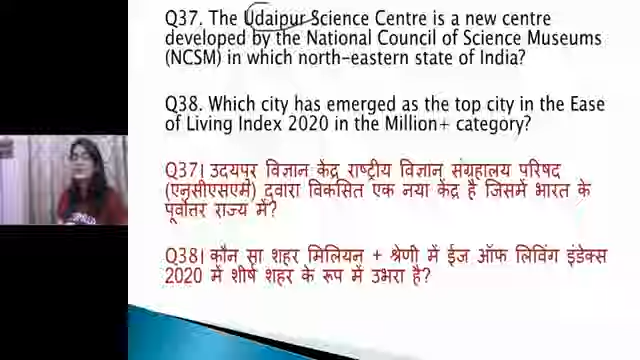 Q37. The Udaipur Science Centre is a new centre
developed by the National Council of Science Museums
(NCSM) in which north-eastern state of India?
Q38. Which city has emerged as the top city in the Ease
of Living Index 2020 in the Million+ category?
Q37। उदयपुर विज्ञान केंद्र राष्ट्रीय विज्ञान संग्रहालय परिषद
(एनसीएसएम) द्वारा विकसित एक नया केंद्र है जिसमें भारत के
पूर्वोत्तर राज्य में?
Q38। कौन सा शहर मिलियन + श्रेणी में ईज ऑफ लिविंग इंडेक्स
2020 में शीर्ष शहर के रूप में उभरा है?